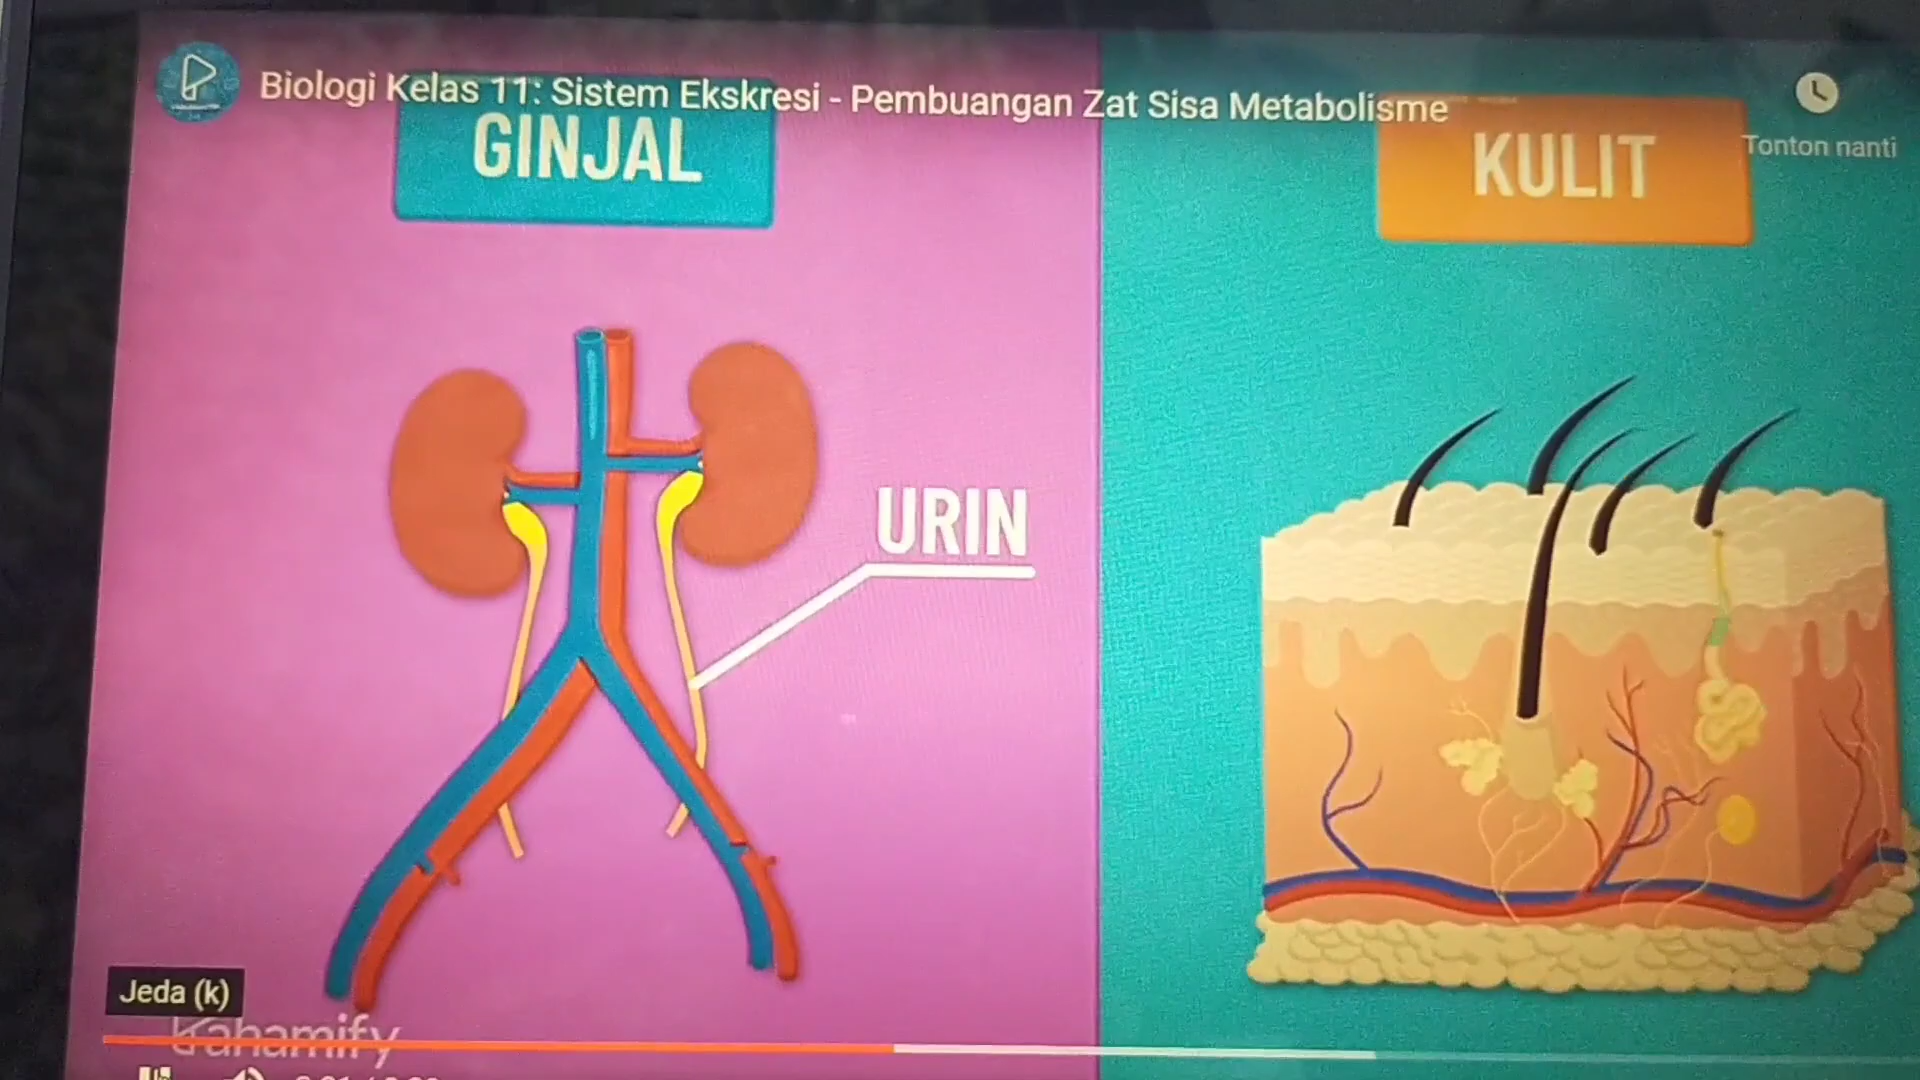 Biologi Kelas 11: Sistem Ekskresi - Pembuangan Zat Sisa Metabolisme
Tonton nanti
GINJAL
KULIT
URIN
Jeda (k)